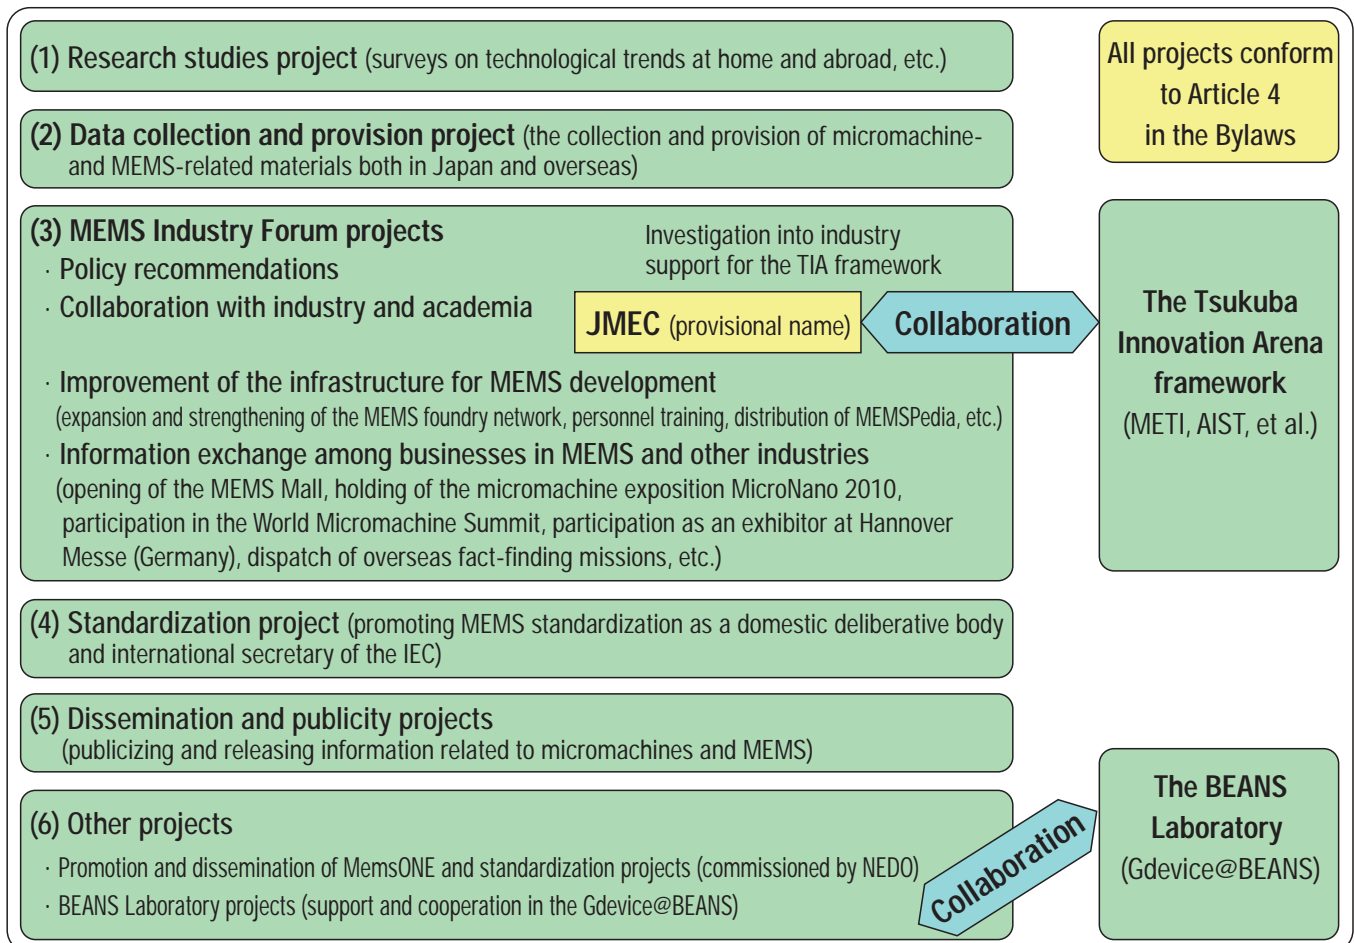 (1) Research studies project (surveys on technological trends at home and abroad, etc.)
All projects conform
to Article 4
in the Bylaws
(2) Data collection and provision project (the collection and provision of micromachine-
and MEMS-related materials both in Japan and overseas)
(3) MEMS Industry Forum projects
· Policy recommendations
· Collaboration with industry and academia
Investigation into industry
support for the TIA framework
JMEC (provisional name)
Collaboration
The Tsukuba
Innovation Arena
framework
(METI, AIST, et al.)
· Improvement of the infrastructure for MEMS development
(expansion and strengthening of the MEMS foundry network, personnel training, distribution of MEMSPedia, etc.)
· Information exchange among businesses in MEMS and other industries
(opening of the MEMS Mall, holding of the micromachine exposition MicroNano 2010,
participation in the World Micromachine Summit, participation as an exhibitor at Hannover
Messe (Germany), dispatch of overseas fact-finding missions, etc.)
(4) Standardization project (promoting MEMS standardization as a domestic deliberative body
and international secretary of the IEC)
(5) Dissemination and publicity projects
(publicizing and releasing information related to micromachines and MEMS)
(6) Other projects
· Promotion and dissemination of MemsONE and standardization projects (commissioned by NEDO)
· BEANS Laboratory projects (support and cooperation in the Gdevice@BEANS)
Collaboration
The BEANS
Laboratory
(Gdevice@BEANS)